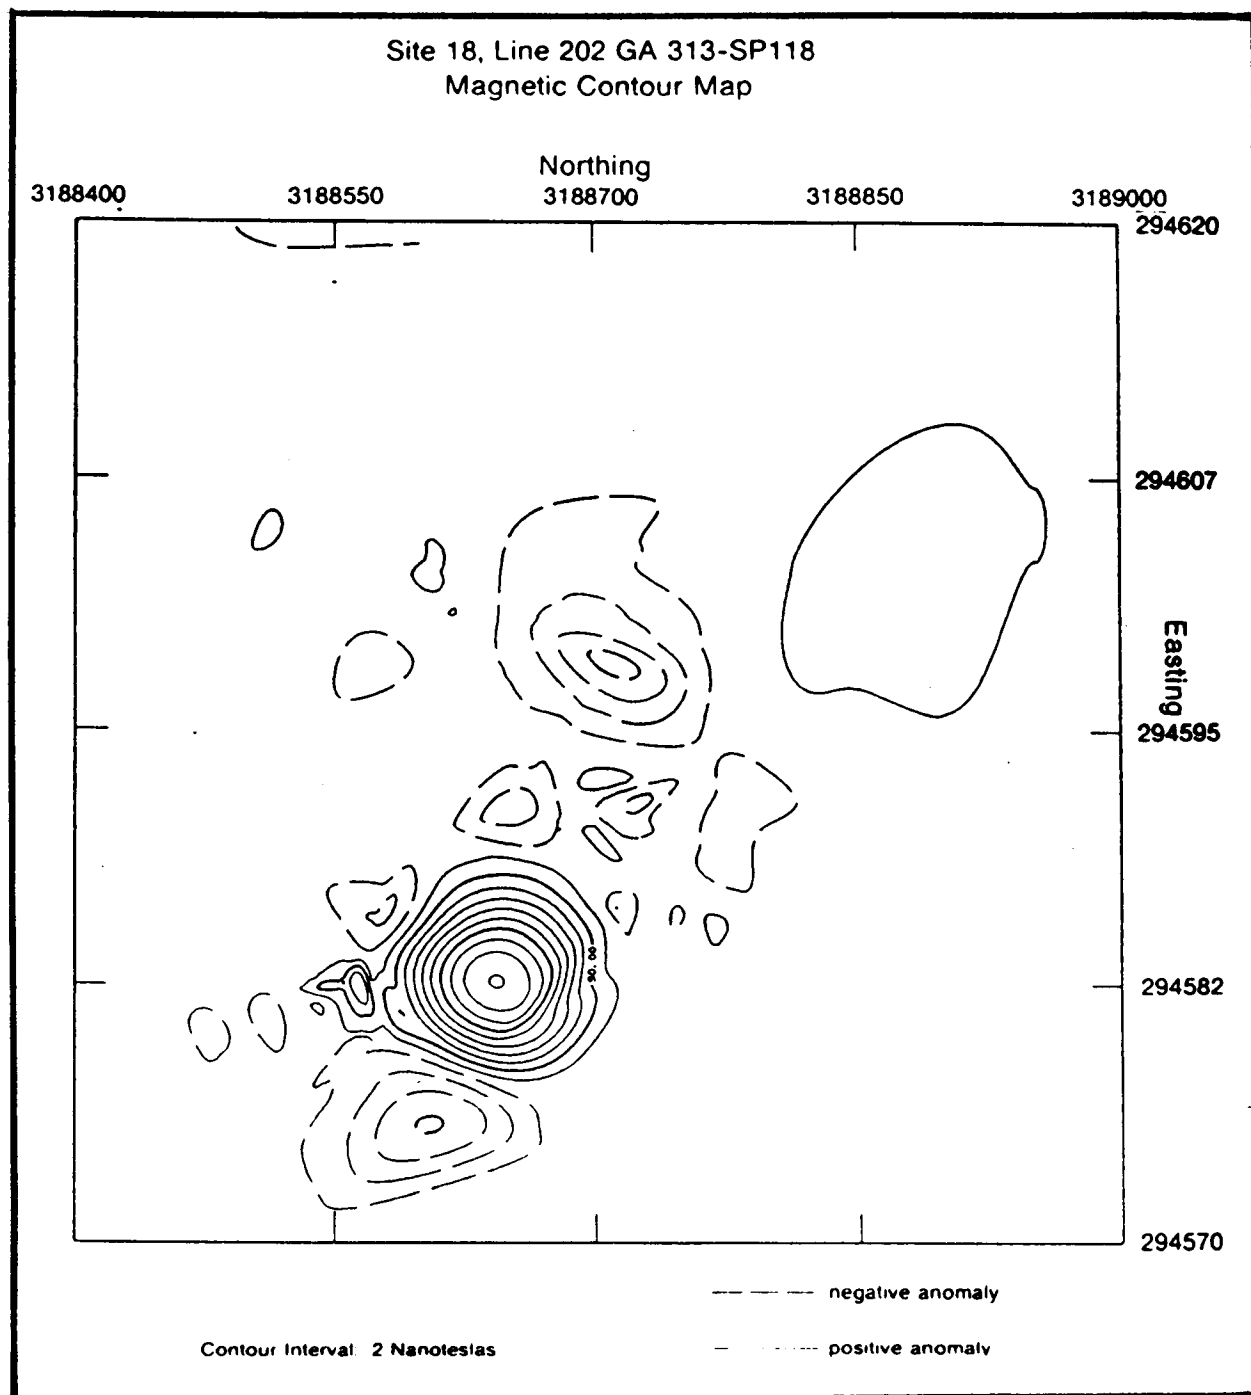 Site 18, Line 202 GA 313-SP118
Magnetic Contour Map
Northing
3188400 3188550 3188700 3188850 3189000
294620
294607
Easting
294595
294582
294570
negative anomaly
Contour Interval: 2 Nanoteslas
positive anomaly